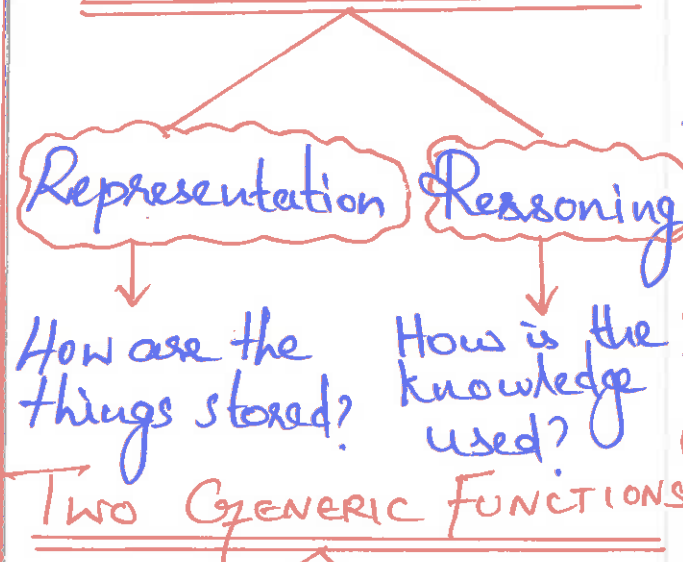 Representation Reasoning
How are the
things stored?
How is the
knowledge
used?
TWO GENERIC FUNCTIONS